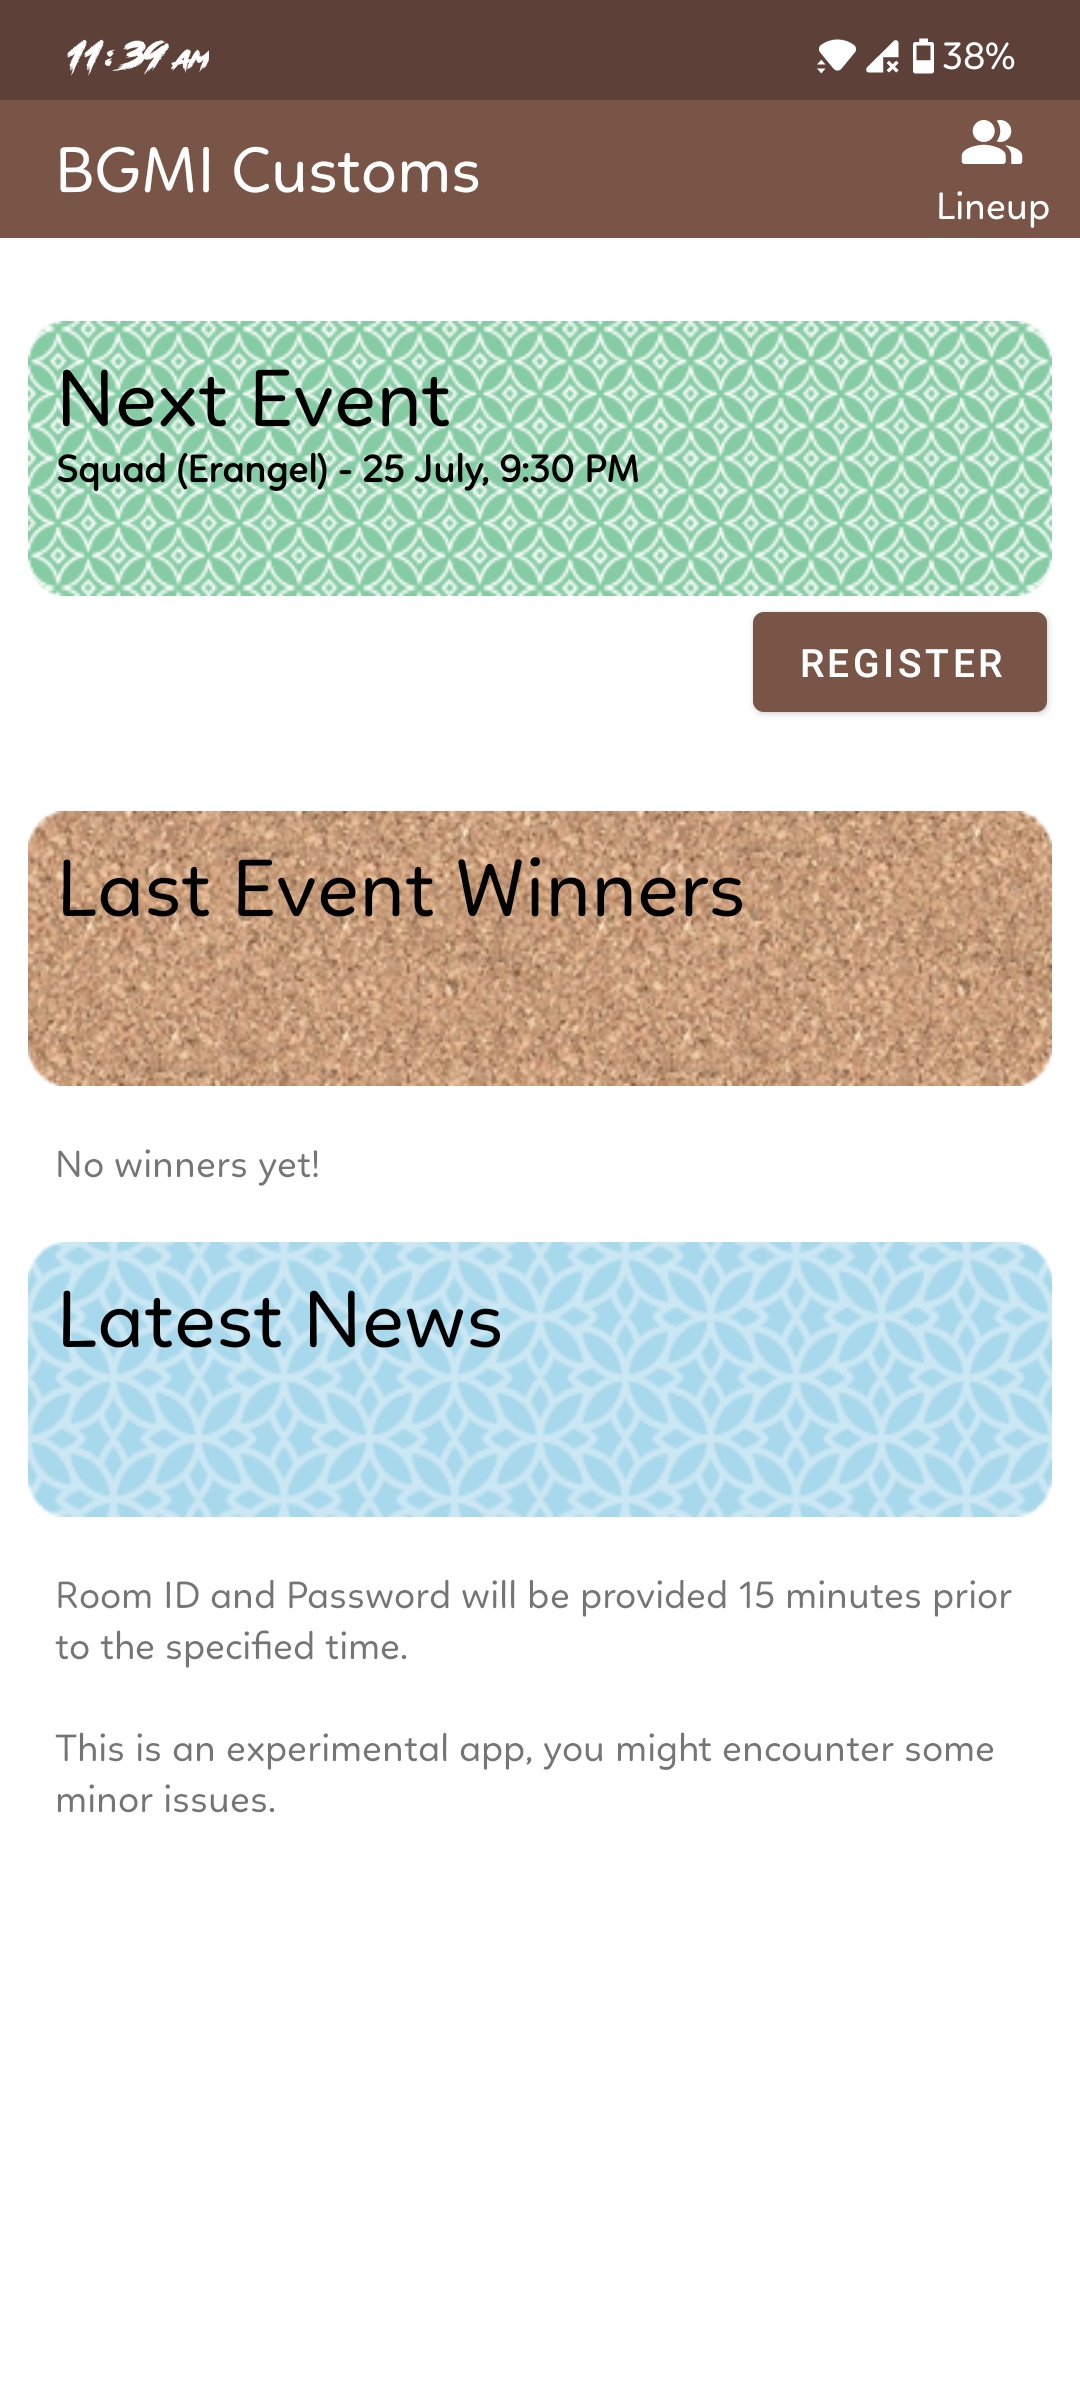 11:39 AM
38%
BGMI Customs
Lineup
Next Event
Squad (Erangel) - 25 July, 9:30 PM
REGISTER
Last Event Winners
No winners yet!
Latest News
Room ID and Password will be provided 15 minutes prior
to the specified time.
This is an experimental app, you might encounter some
minor issues.